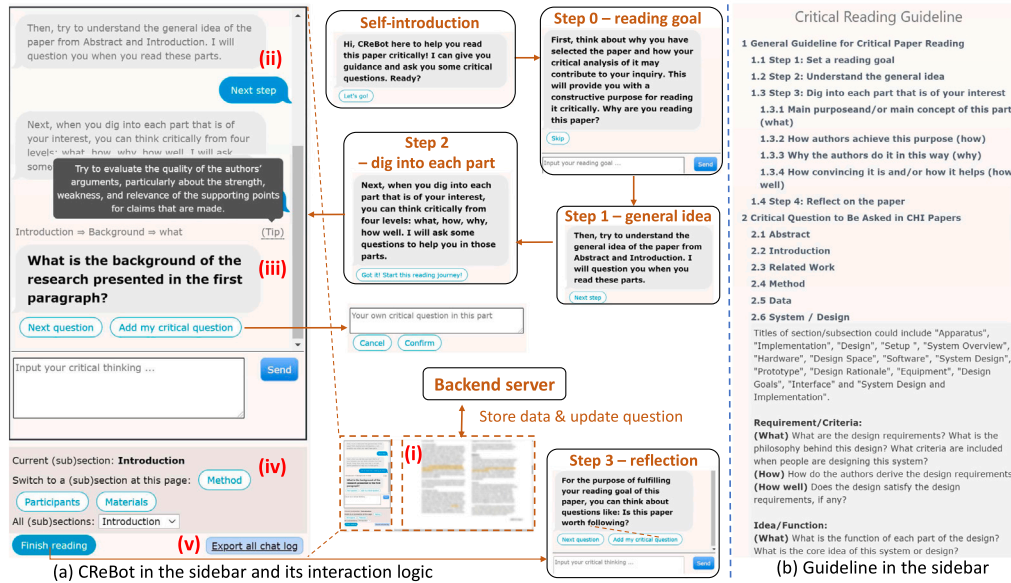 Then, try to understand the general idea of the
paper from Abstract and Introduction. I will
question you when you read these parts.
(ii)
Next step
Next, when you dig into each part that is of
your interest, you can think critically from four
levels: what, how, why, how well. I will ask
some
Try to evaluate the quality of the authors'
arguments, particularly about the strength,
weakness, and relevance of the supporting points
for claims that are made.
Introduction ⇒ Background ⇒ what
(Tip)
What is the background of the
research presented in the first
paragraph?
(iii)
Next question
Add my critical question
Input your critical thinking ...
Send
Current (sub)section: Introduction
(iv)
Switch to a (sub)section at this page:
Method
Participants
Materials
All (sub)sections:
Introduction
Finish reading
(v)
Export all chat log
(a) CReBot in the sidebar and its interaction logic
Self-introduction
Hi, CReBot here to help you read
this paper critically! I can give you
guidance and ask you some critical
questions. Ready?
Let's go!
Step 0 – reading goal
First, think about why you have
selected the paper and how your
critical analysis of it may
contribute to your inquiry. This
will provide you with a
constructive purpose for reading
it critically. Why are you reading
this paper?
Skip
Input your reading goal ...
Send
Step 2
– dig into each part
Next, when you dig into each
part that is of your interest,
you can think critically from
four levels: what, how, why,
how well. I will ask some
questions to help you in those
parts.
Got it! Start this reading journey!
Step 1 – general idea
Then, try to understand the
general idea of the paper from
Abstract and Introduction. I
will question you when you
read these parts.
Next step
Your own critical question in this part
Cancel
Confirm
Backend server
Store data & update question
(i)
Step 3 – reflection
For the purpose of fulfilling
your reading goal of this
paper, you can think about
questions like: Is this paper
worth following?
Next question
Add my critical question
Input your critical thinking ...
Send
Critical Reading Guideline
1 General Guideline for Critical Paper Reading
1.1 Step 1: Set a reading goal
1.2 Step 2: Understand the general idea
1.3 Step 3: Dig into each part that is of your interest
1.3.1 Main purposeand/or main concept of this part
(what)
1.3.2 How authors achieve this purpose (how)
1.3.3 Why the authors do it in this way (why)
1.3.4 How convincing it is and/or how it helps (how
well)
1.4 Step 4: Reflect on the paper
2 Critical Question to Be Asked in CHI Papers
2.1 Abstract
2.2 Introduction
2.3 Related Work
2.4 Method
2.5 Data
2.6 System / Design
Titles of section/subsection could include "Apparatus",
"Implementation", "Design", "Setup ", "System Overview",
"Hardware", "Design Space", "Software", "System Design",
"Prototype", "Design Rationale", "Equipment", "Design
Goals", "Interface" and "System Design and
Implementation".
Requirement/Criteria:
(What) What are the design requirements? What is the
philosophy behind this design? What criteria are included
when people are designing this system?
(How) How do the authors derive the design requirements
(How well) Does the design satisfy the design
requirements, if any?
Idea/Function:
(What) What is the function of each part of the design?
What is the core idea of this system or design?
(b) Guideline in the sidebar